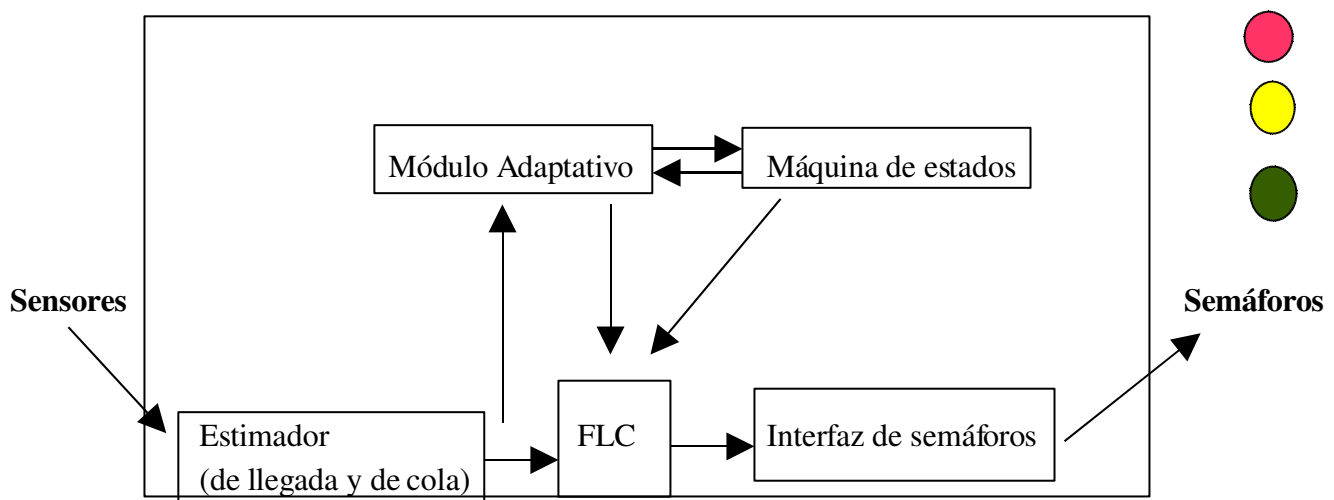 Módulo Adaptativo
Máquina de estados
Sensores
Semáforos
Estimador
(de llegada y de cola)
FLC
Interfaz de semáforos